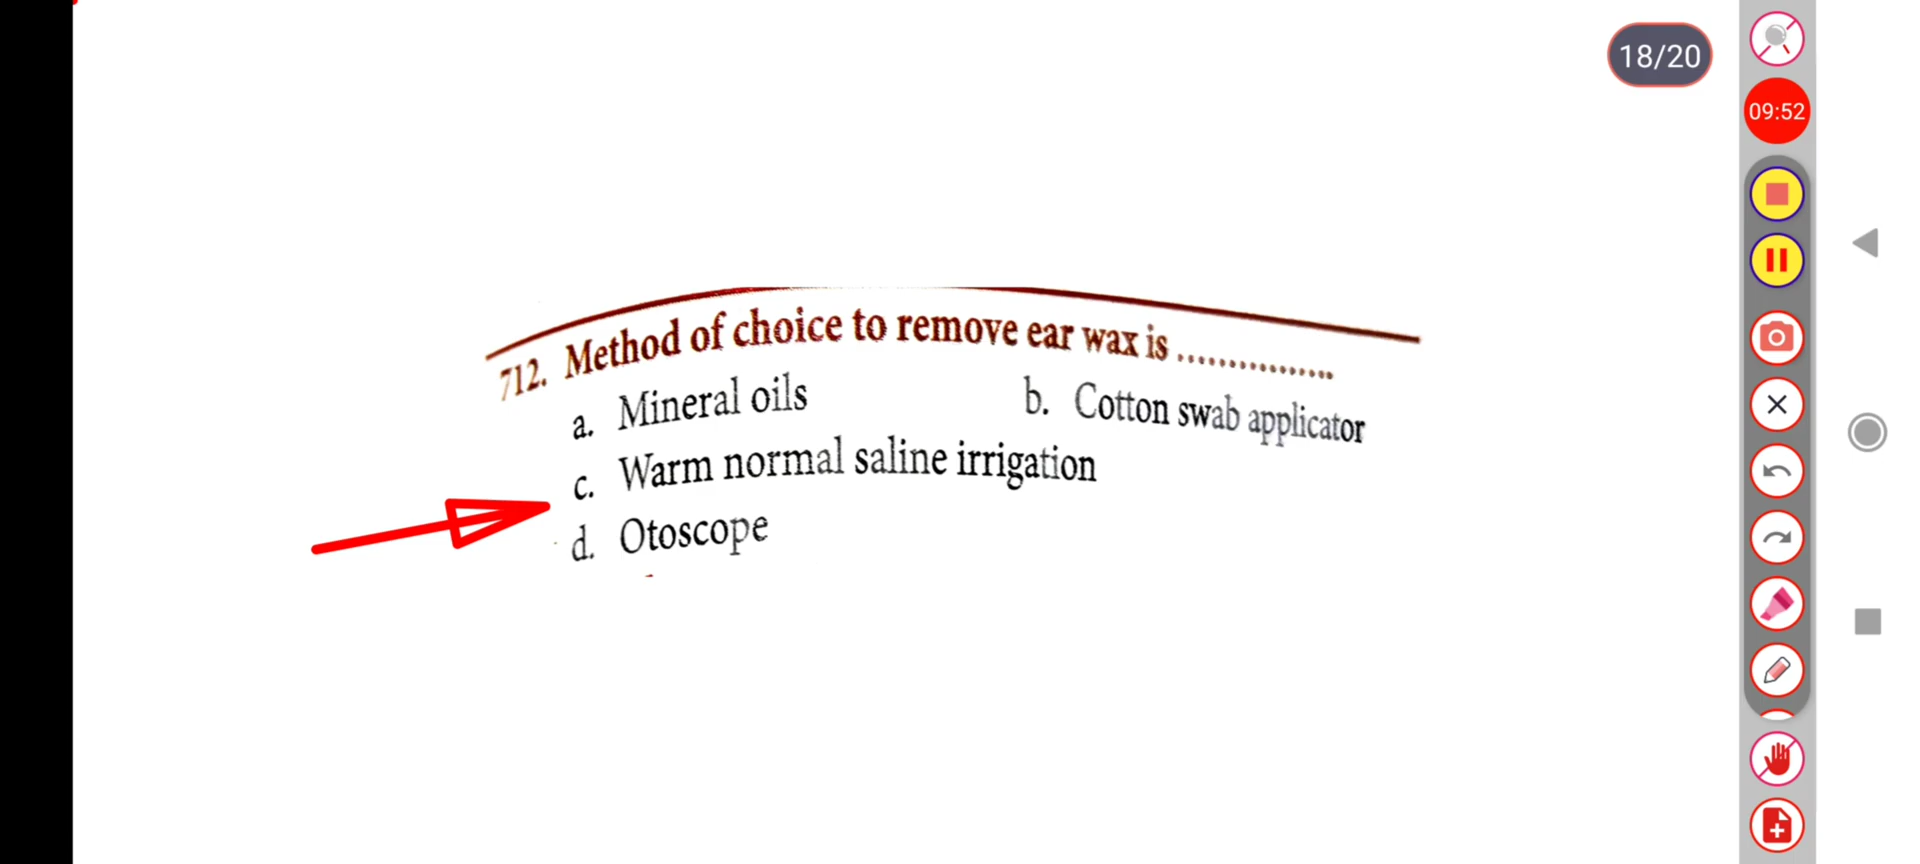 18/20
09:52
712. Method of choice to remove ear wax is ................
a. Mineral oils b. Cotton swab applicator
c. Warm normal saline irrigation
d. Otoscope